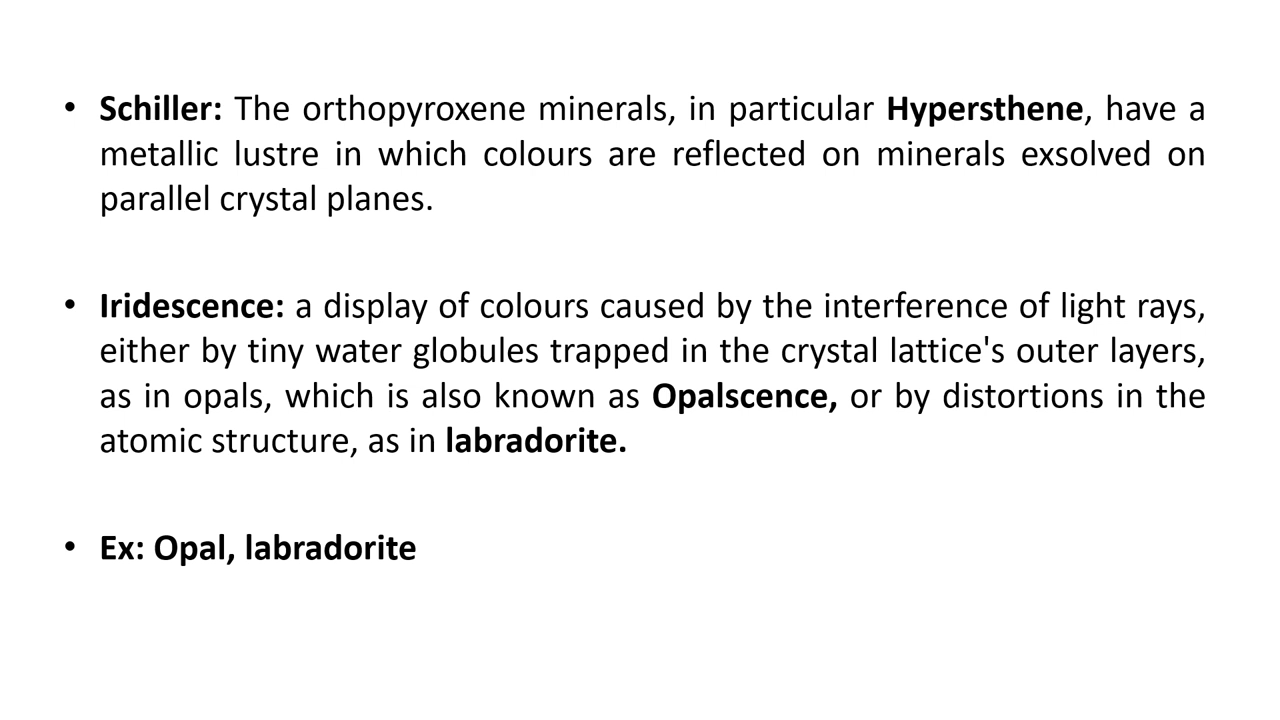 • Schiller: The orthopyroxene minerals, in particular Hypersthene, have a
metallic lustre in which colours are reflected on minerals exsolved on
parallel crystal planes.
• Iridescence: a display of colours caused by the interference of light rays,
either by tiny water globules trapped in the crystal lattice's outer layers,
as in opals, which is also known as Opalscence, or by distortions in the
atomic structure, as in labradorite.
• Ex: Opal, labradorite